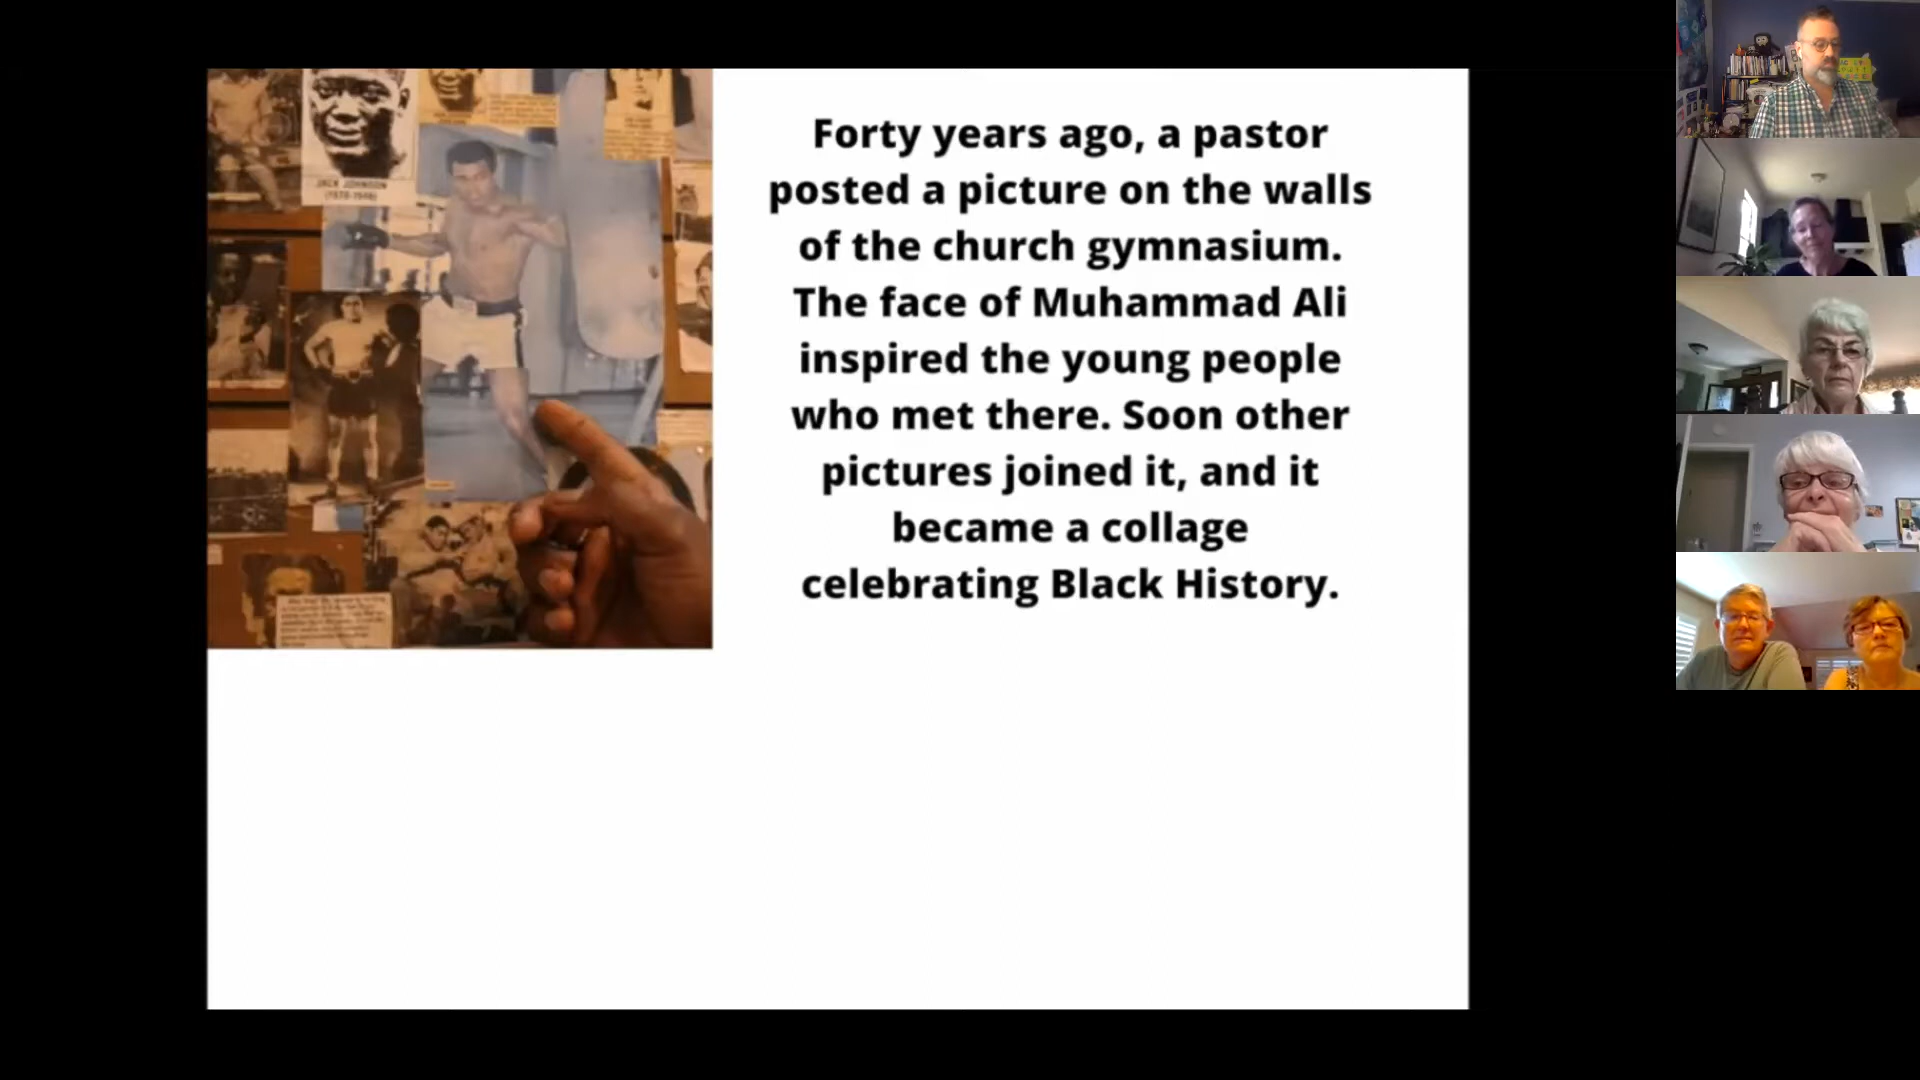 JACK JOHNSON
(1878-1946)
Forty years ago, a pastor
posted a picture on the walls
of the church gymnasium.
The face of Muhammad Ali
inspired the young people
who met there. Soon other
pictures joined it, and it
became a collage
celebrating Black History.